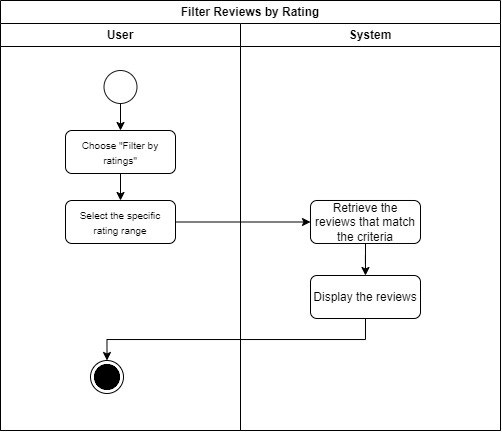 Filter Reviews by Rating
User
System
Choose "Filter by
ratings"
Select the specific
rating range
Retrieve the
reviews that match
the criteria
Display the reviews